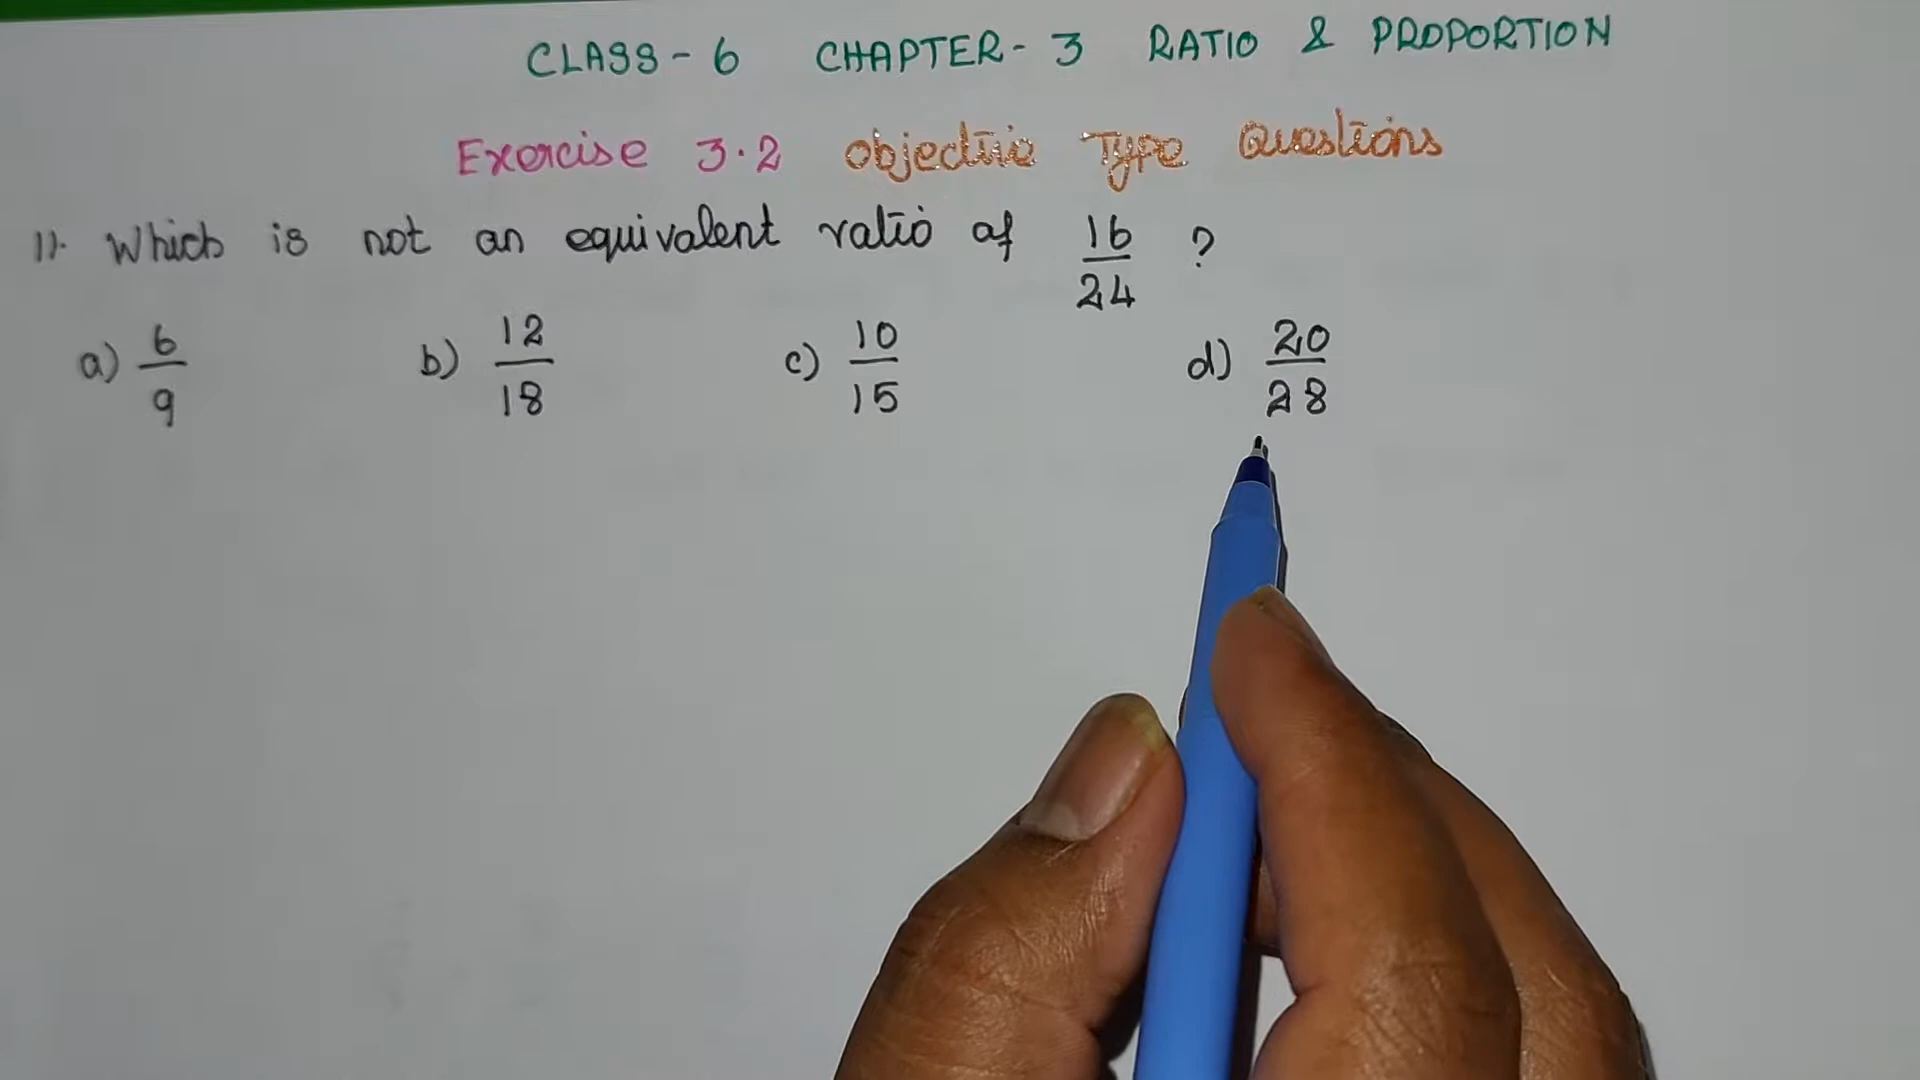 CLASS - 6 CHAPTER - 3 RATIO & PROPORTION
Exercise 3.2 Objective Type Questions
11. Which is not an equivalent ratio of 16/24 ?
a) 6/9 b) 12/18 c) 10/15 d) 20/28